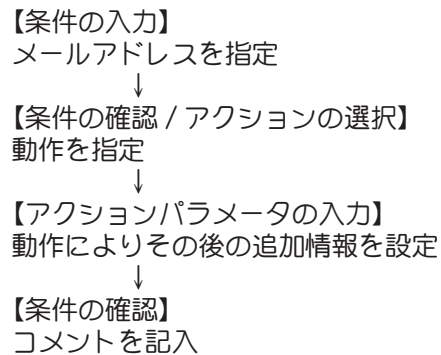 【条件の入力】
メールアドレスを指定
↓
【条件の確認 / アクションの選択】
動作を指定
↓
【アクションパラメータの入力】
動作によりその後の追加情報を設定
↓
【条件の確認】
コメントを記入